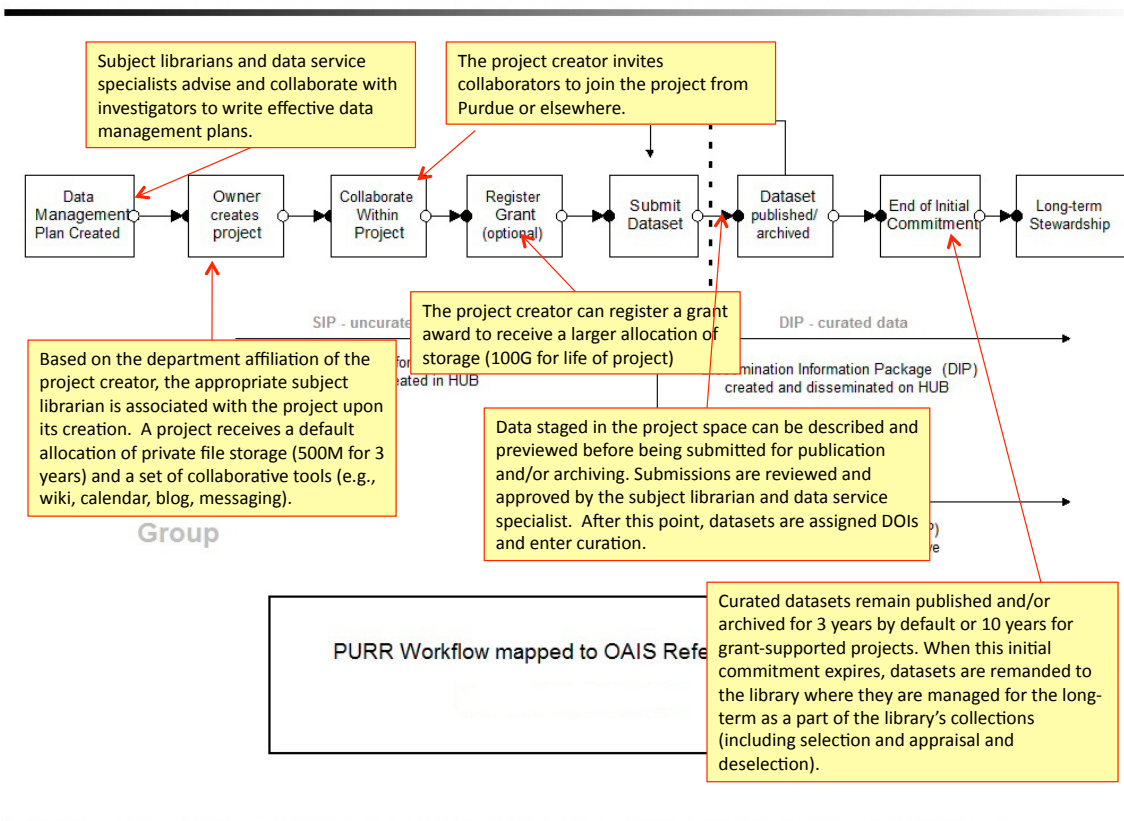 Subject librarians and data service
specialists advise and collaborate with
investigators to write effective data
management plans.
The project creator invites
collaborators to join the project from
Purdue or elsewhere.
Data
Management
Plan Created
Owner
creates
project
Collaborate
Within
Project
Register
Grant
(optional)
Submit
Dataset
Dataset
published/
archived
End of Initial
Commitment
Long-term
Stewardship
SIP - uncurate
DIP - curated data
The project creator can register a grant
award to receive a larger allocation of
storage (100G for life of project)
mination Information Package (DIP)
created and disseminated on HUB
for
eated in HUB
Based on the department affiliation of the
project creator, the appropriate subject
librarian is associated with the project upon
its creation. A project receives a default
allocation of private file storage (500M for 3
years) and a set of collaborative tools (e.g.,
wiki, calendar, blog, messaging).
Data staged in the project space can be described and
previewed before being submitted for publication
and/or archiving. Submissions are reviewed and
approved by the subject librarian and data service
specialist. After this point, datasets are assigned DOIs
and enter curation.
Group
P)
ve
PURR Workflow mapped to OAIS Refe
Curated datasets remain published and/or
archived for 3 years by default or 10 years for
grant-supported projects. When this initial
commitment expires, datasets are remanded to
the library where they are managed for the long-
term as a part of the library's collections
(including selection and appraisal and
deselection).